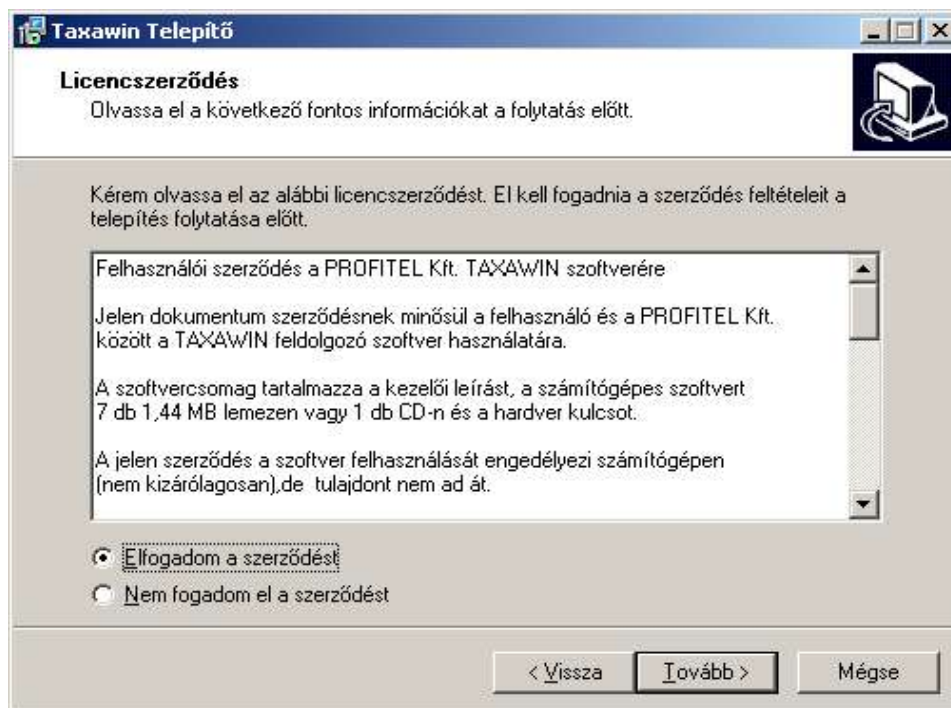 Taxawin Telepítő
Licencszerződés
Olvassa el a következő fontos információkat a folytatás előtt.
Kérem olvassa el az alábbi licencszerződést. El kell fogadnia a szerződés feltételeit a
telepítés folytatása előtt.
Felhasználói szerződés a PROFITEL Kft. TAXAWIN szoftverére
Jelen dokumentum szerződésnek minősül a felhasználó és a PROFITEL Kft.
között a TAXAWIN feldolgozó szoftver használatára.
A szoftvercsomag tartalmazza a kezelői leírást, a számítógépes szoftvert
7 db 1,44 MB lemezen vagy 1 db CD-n és a hardver kulcsot.
A jelen szerződés a szoftver felhasználását engedélyezi számítógépen
(nem kizárólagosan),de  tulajdont nem ad át.
Elfogadom a szerződést
Nem fogadom el a szerződést
< Vissza
Tovább >
Mégse